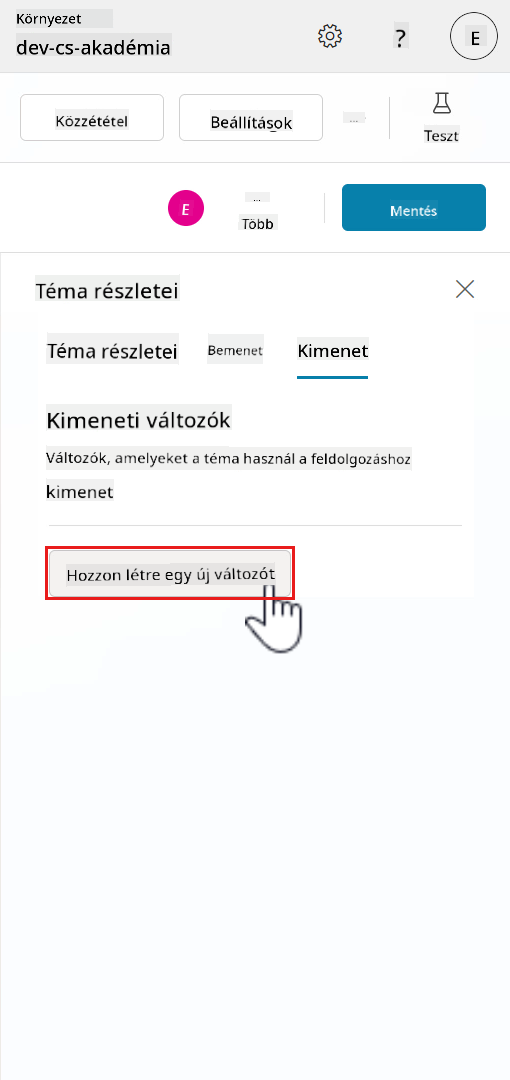 Környezet
dev-cs-akadémia
?
E
Közzététel
Beállítások
...
Teszt
E
...
Több
Mentés
Téma részletei
Téma részletei
Bemenet
Kimenet
Kimeneti változók
Változók, amelyeket a téma használ a feldolgozáshoz
kimenet
Hozzon létre egy új változót